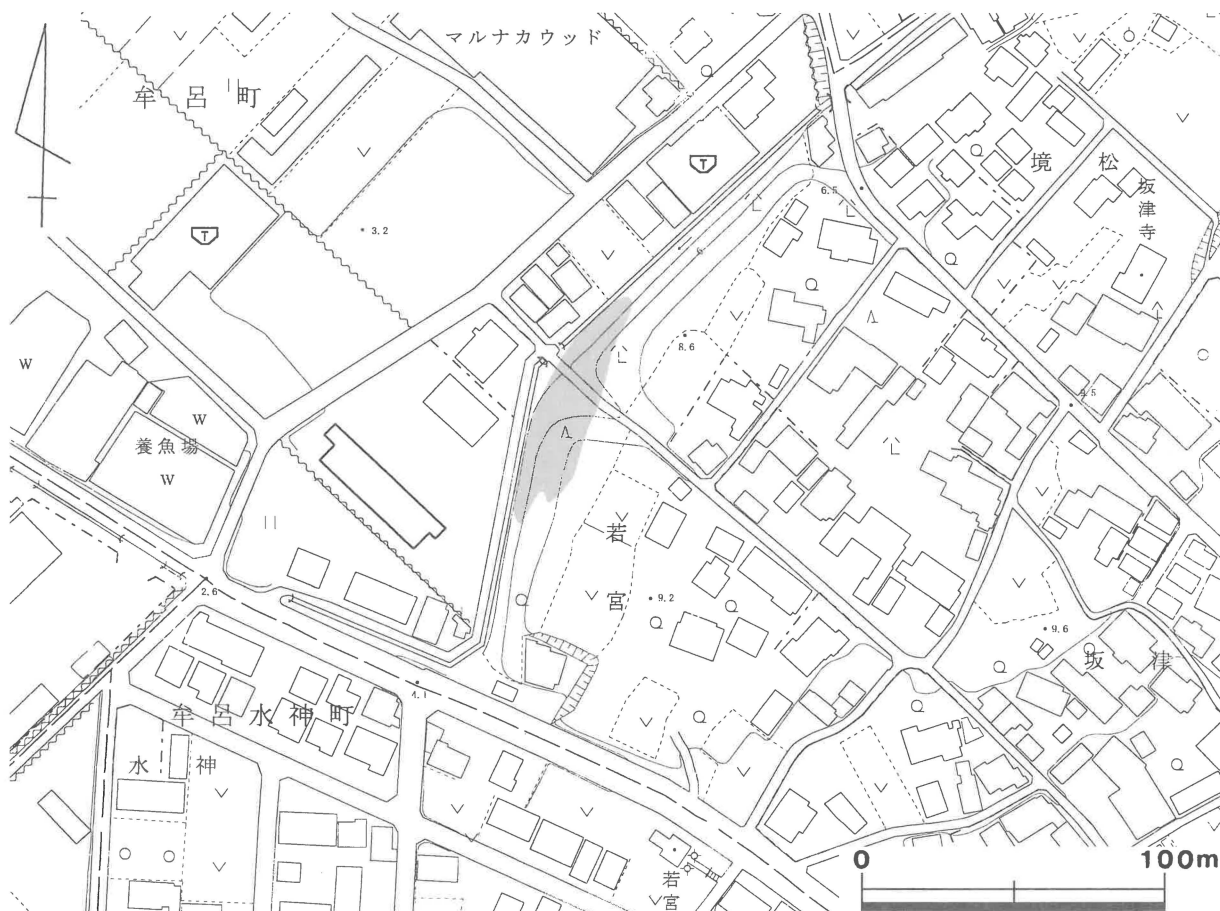 マルナカウッド
牟呂町
境松
坂津寺
T
T
3.2
6.5
8.6
W
W
養魚場
W
9.5
若宮
9.2
2.6
9.6
坂津
4.1
牟呂水神町
水神
若宮
0 100m